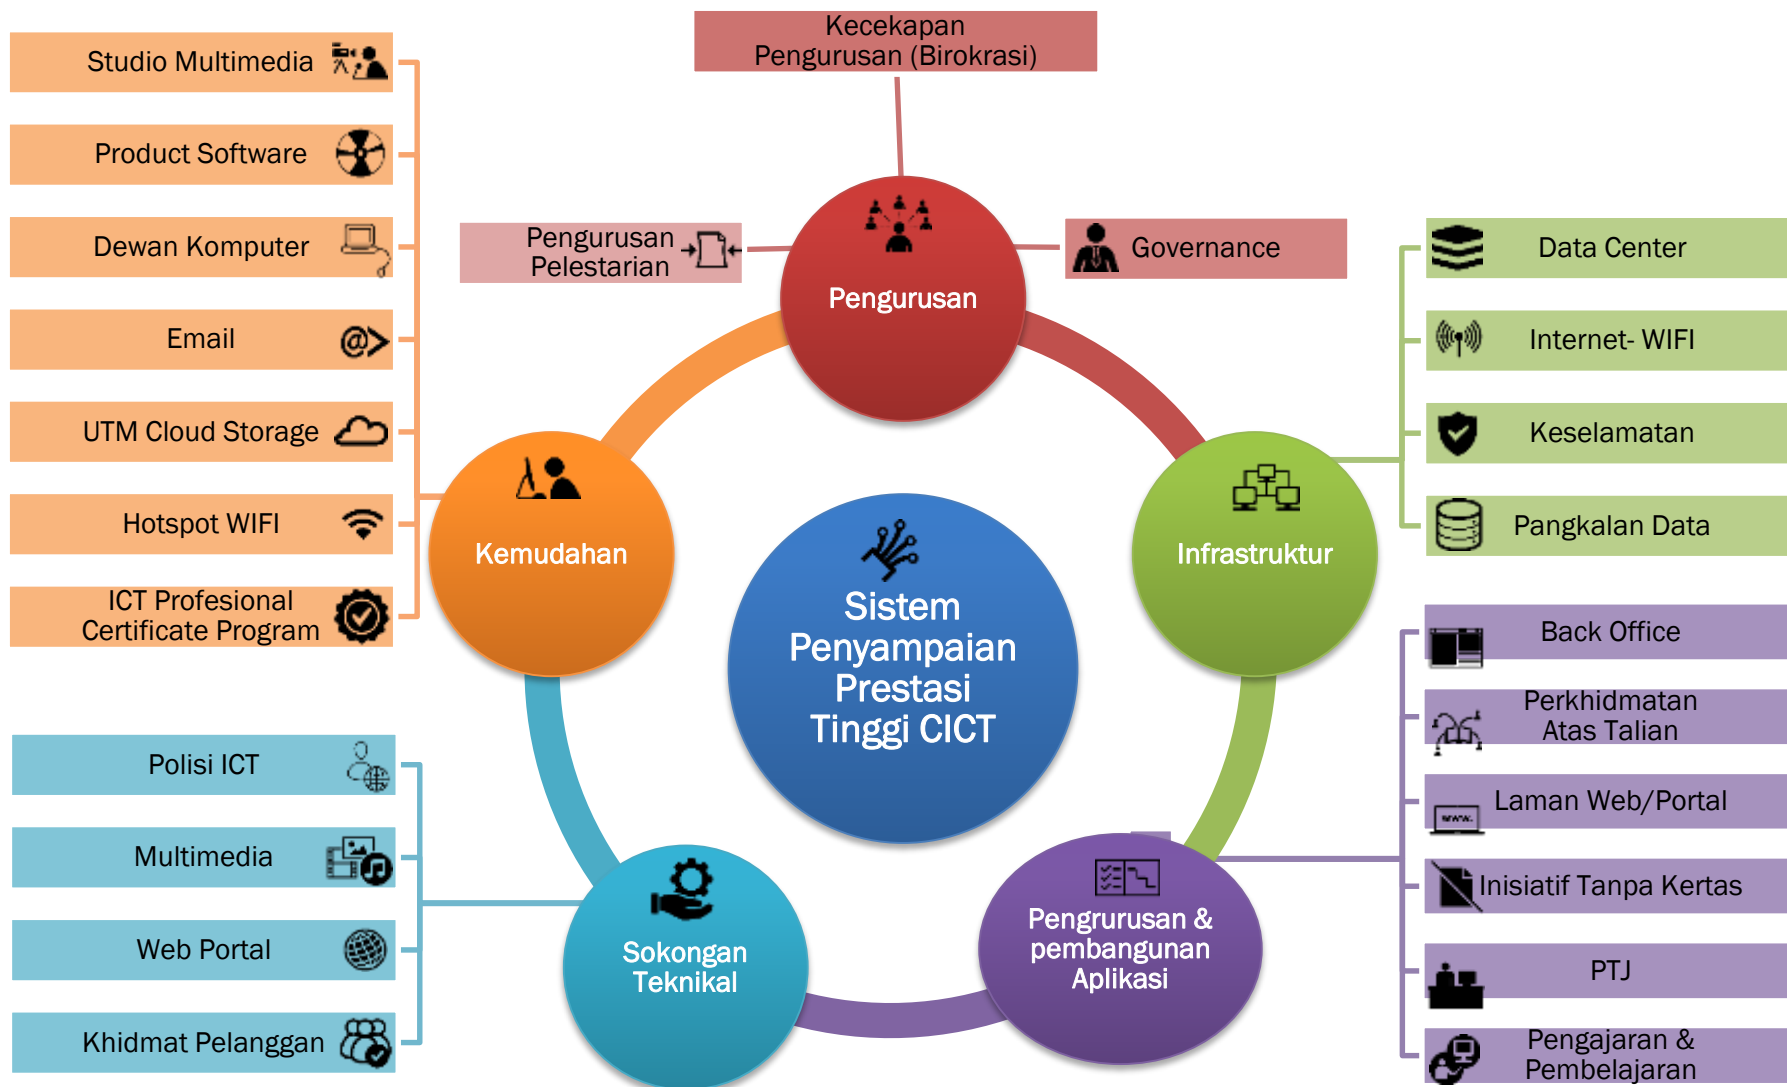 Kecekapan
Pengurusan (Birokrasi)
Pengurusan
Pelestarian
Governance
Pengurusan
Studio Multimedia
Product Software
Dewan Komputer
Email
@>
UTM Cloud Storage
Hotspot WIFI
ICT Profesional
Certificate Program
Kemudahan
Data Center
Internet- WIFI
Keselamatan
Pangkalan Data
Infrastruktur
Sistem
Penyampaian
Prestasi
Tinggi CICT
Back Office
Perkhidmatan
Atas Talian
Laman Web/Portal
www.
Inisiatif Tanpa Kertas
PTJ
Pengajaran &
Pembelajaran
Pengrurusan &
pembangunan
Aplikasi
Polisi ICT
Multimedia
Web Portal
Khidmat Pelanggan
Sokongan
Teknikal